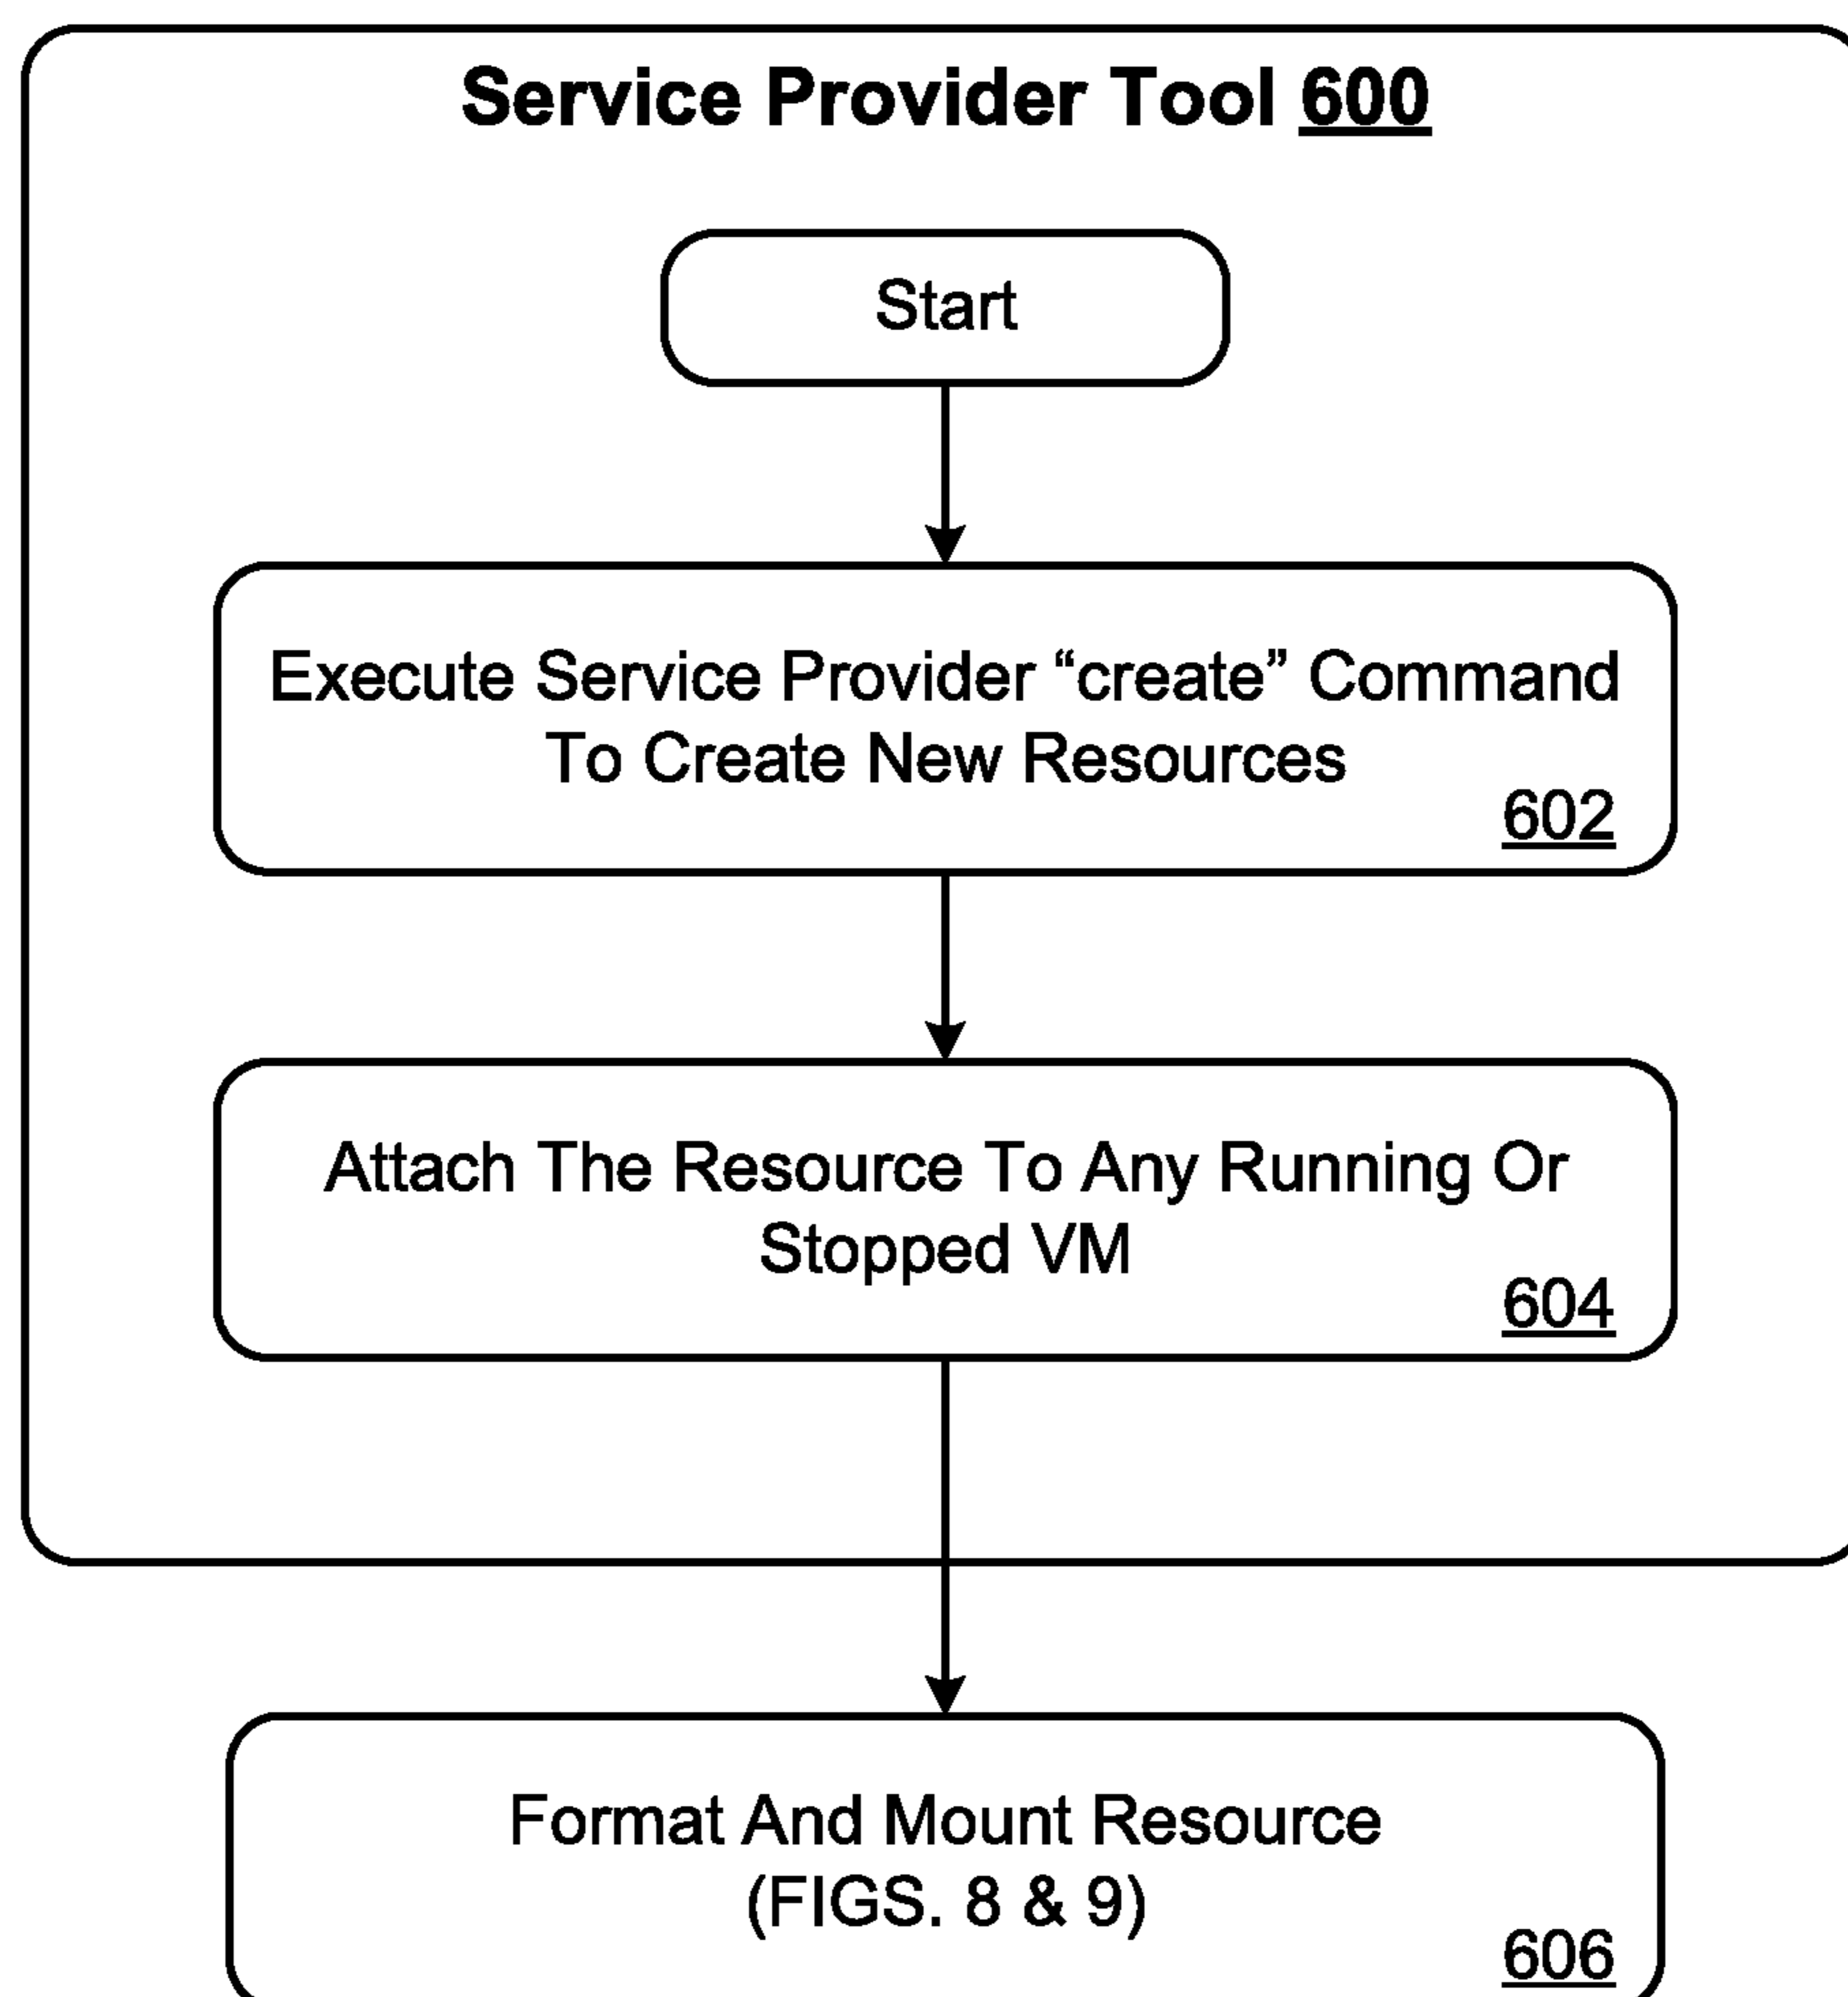 Service Provider Tool 600
Start
Execute Service Provider “create” Command
To Create New Resources
602
Attach The Resource To Any Running Or
Stopped VM
604
Format And Mount Resource
(FIGS. 8 & 9)
606